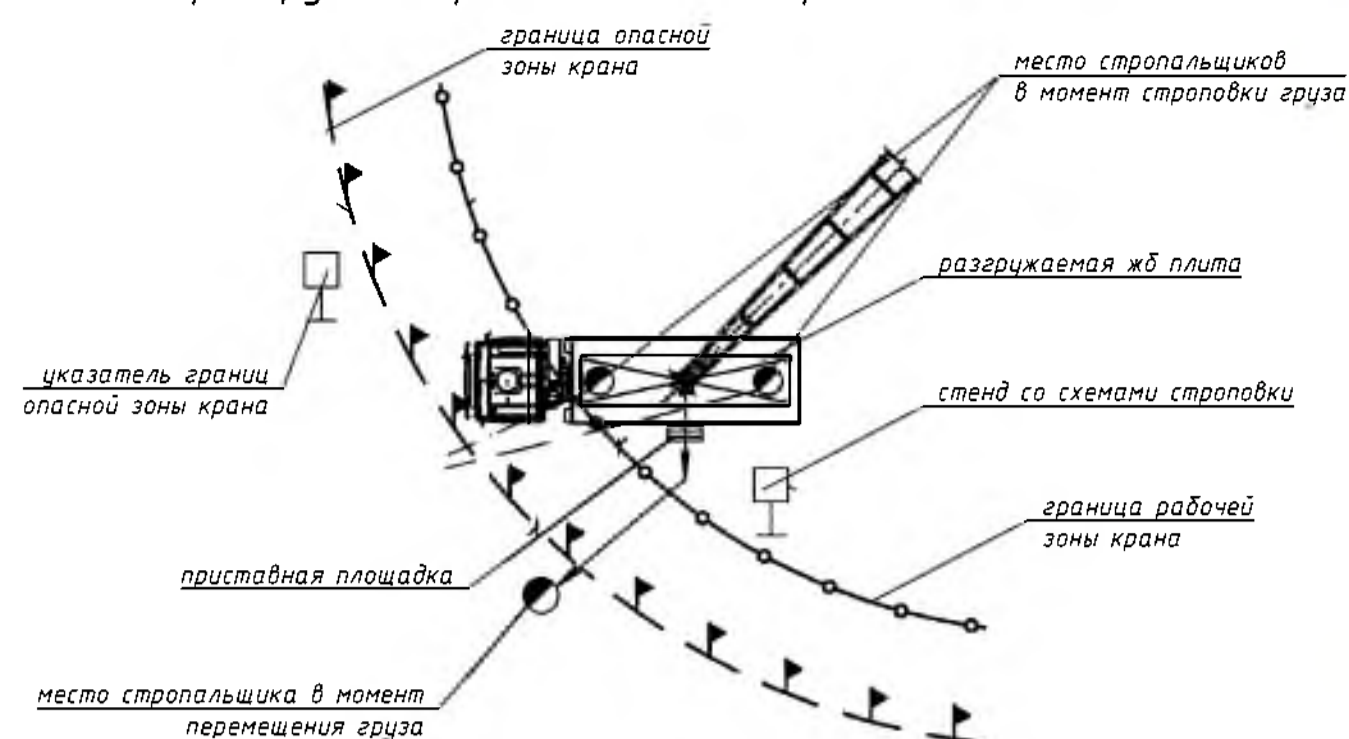 граница опасной
зоны крана
место стропальщиков
в момент строповки груза
разгружаемая жб плита
указатель границ
опасной зоны крана
стенд со схемами строповки
граница рабочей
зоны крана
приставная площадка
место стропальщика в момент
перемещения груза